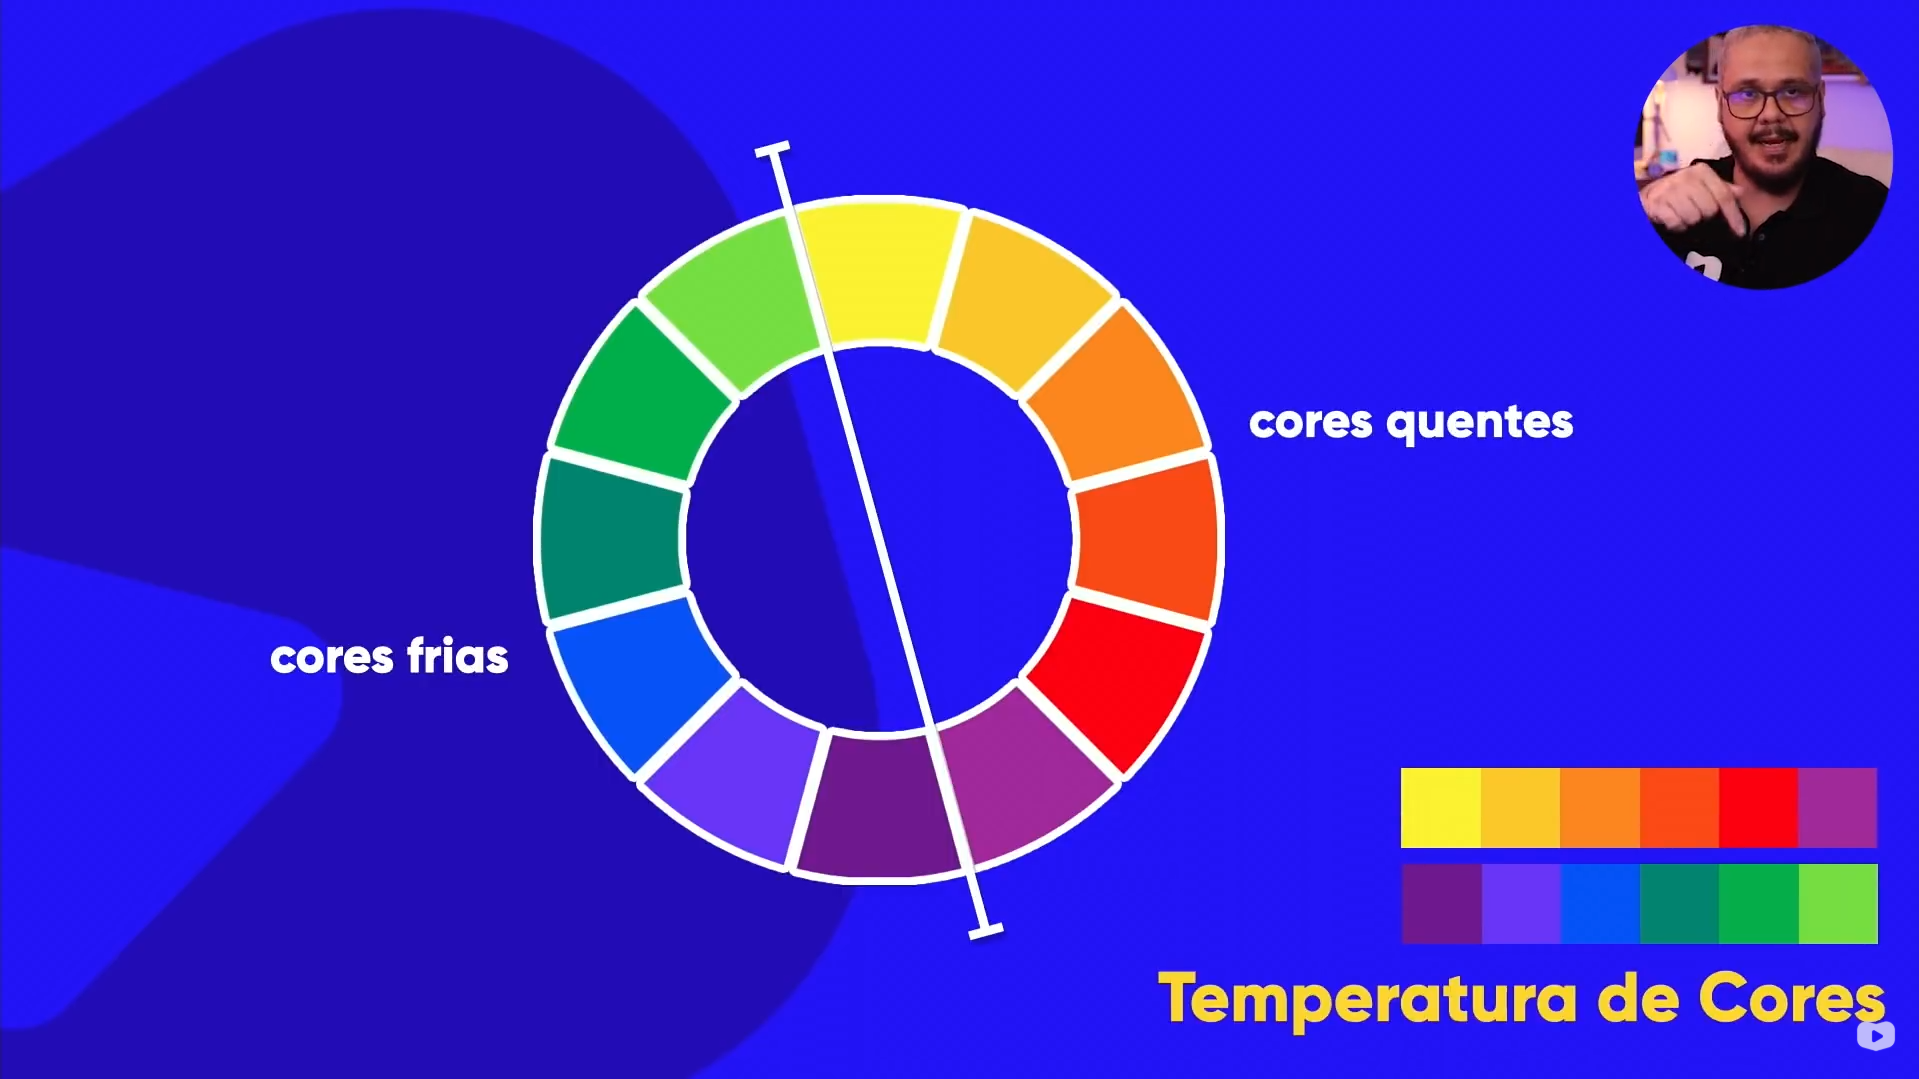 cores quentes
cores frias
Temperatura de Cores